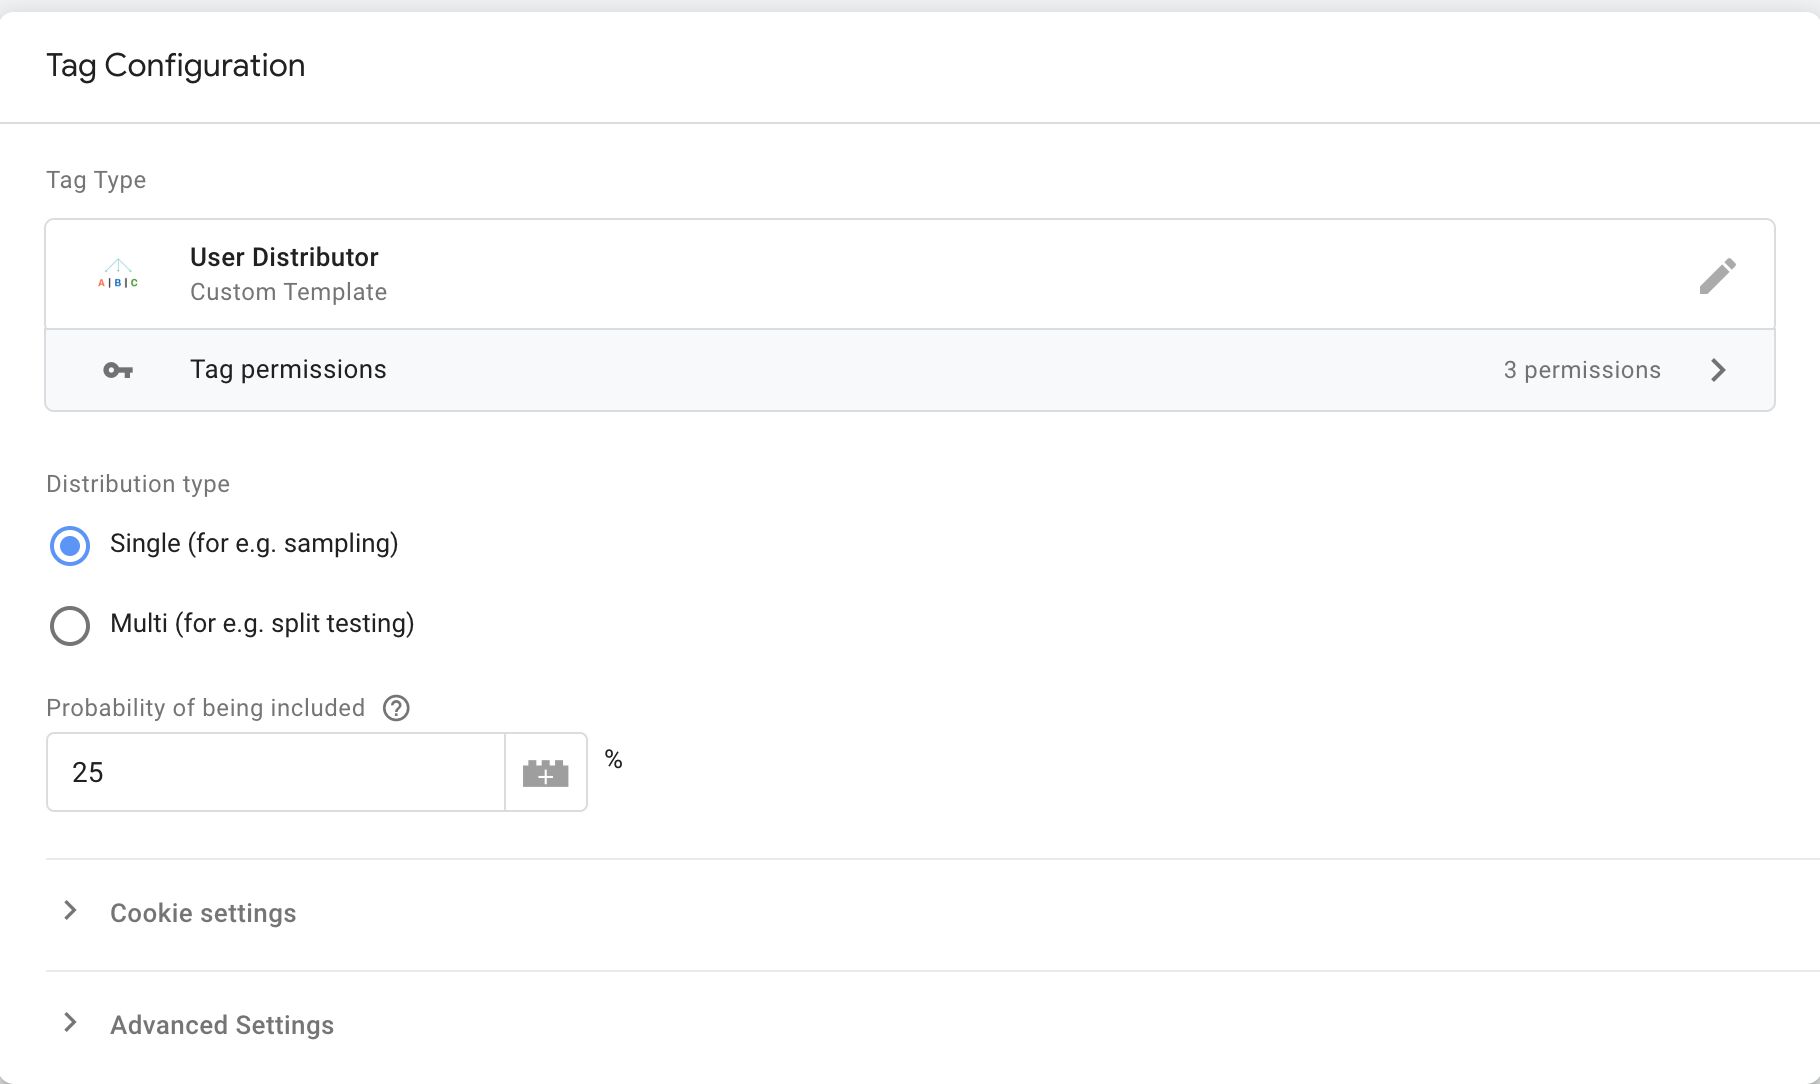 Tag Configuration
Tag Type
A|B|C
User Distributor
Custom Template
Tag permissions
3 permissions
Distribution type
Single (for e.g. sampling)
Multi (for e.g. split testing)
Probability of being included
25
%
Cookie settings
Advanced Settings